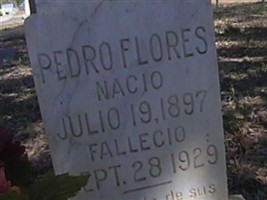 PEDRO FLORES
NACIO
JULIO 19, 1897
FALLECIO
SEPT. 28 1929
de sus